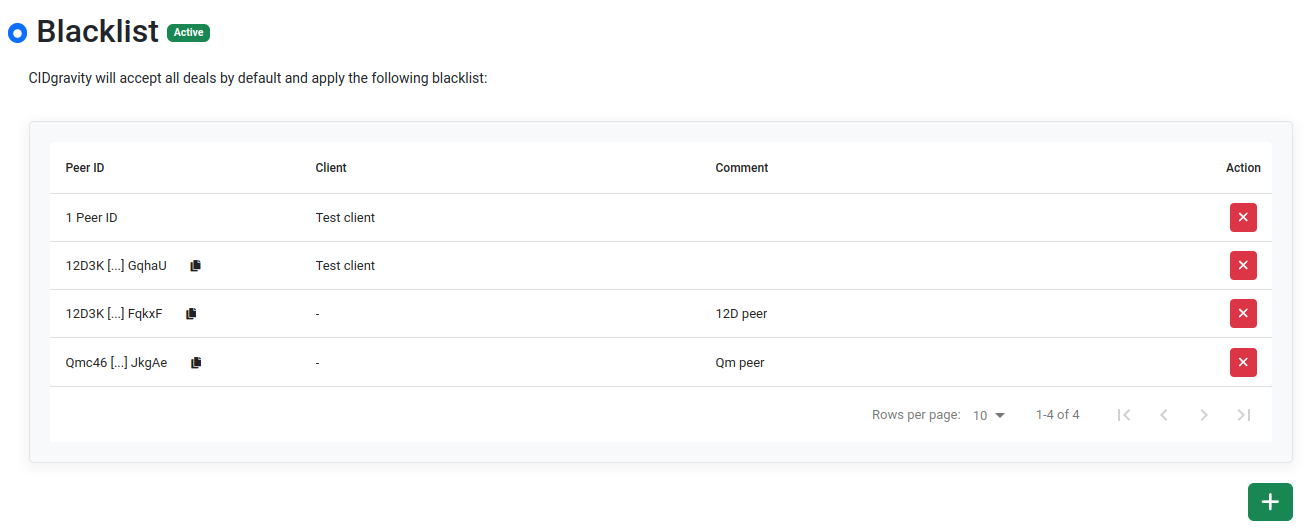 Blacklist Active
CIDgravity will accept all deals by default and apply the following blacklist:
Peer ID Client Comment Action
1 Peer ID Test client
12D3K [...] GqhaU Test client
12D3K [...] FqkxF - 12D peer
Qmc46 [...] JkgAe - Qm peer
Rows per page: 10 1-4 of 4